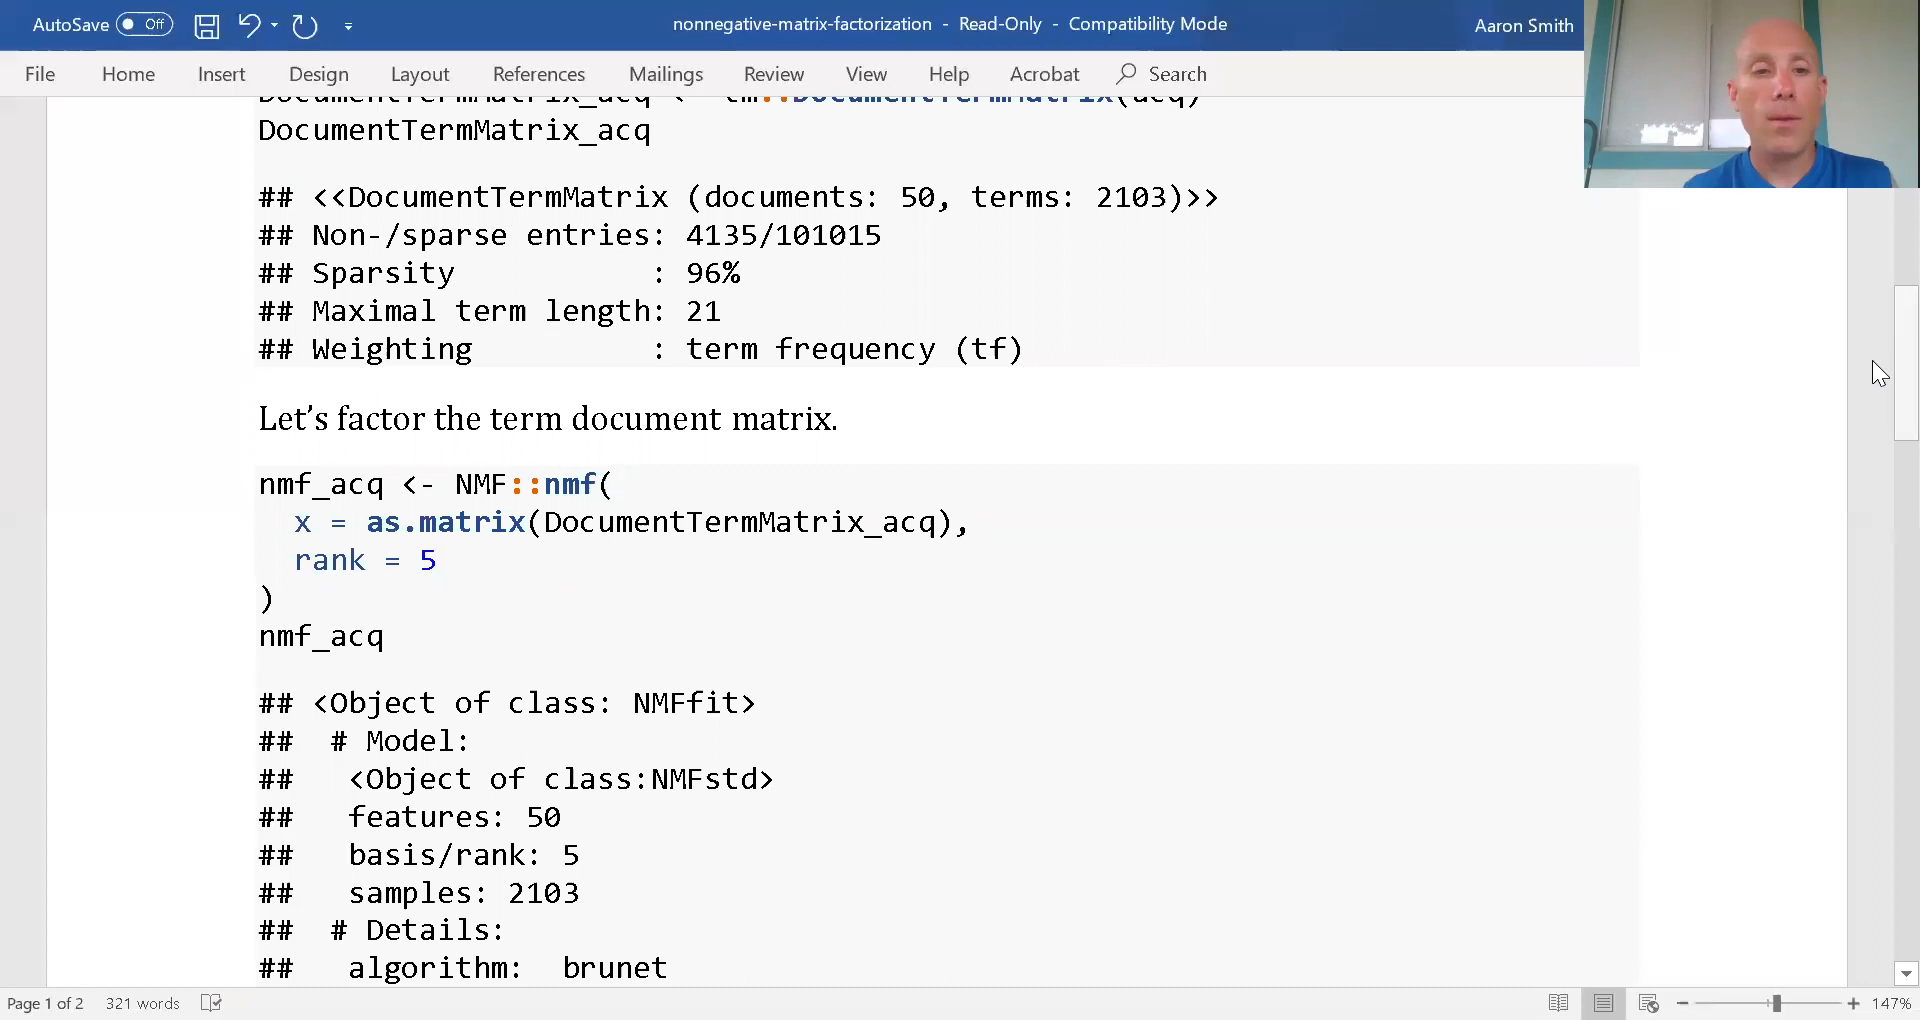 AutoSave Off
nonnegative-matrix-factorization - Read-Only - Compatibility Mode
Aaron Smith
File Home Insert Design Layout References Mailings Review View Help Acrobat Search
DocumentTermMatrix_acq <- tm::DocumentTermMatrix(acq)
DocumentTermMatrix_acq
## <<DocumentTermMatrix (documents: 50, terms: 2103)>>
## Non-/sparse entries: 4135/101015
## Sparsity : 96%
## Maximal term length: 21
## Weighting : term frequency (tf)
Let’s factor the term document matrix.
nmf_acq <- NMF::nmf(
x = as.matrix(DocumentTermMatrix_acq),
rank = 5
)
nmf_acq
## <Object of class: NMFfit>
## # Model:
## <Object of class:NMFstd>
## features: 50
## basis/rank: 5
## samples: 2103
## # Details:
## algorithm: brunet
Page 1 of 2 321 words
147%